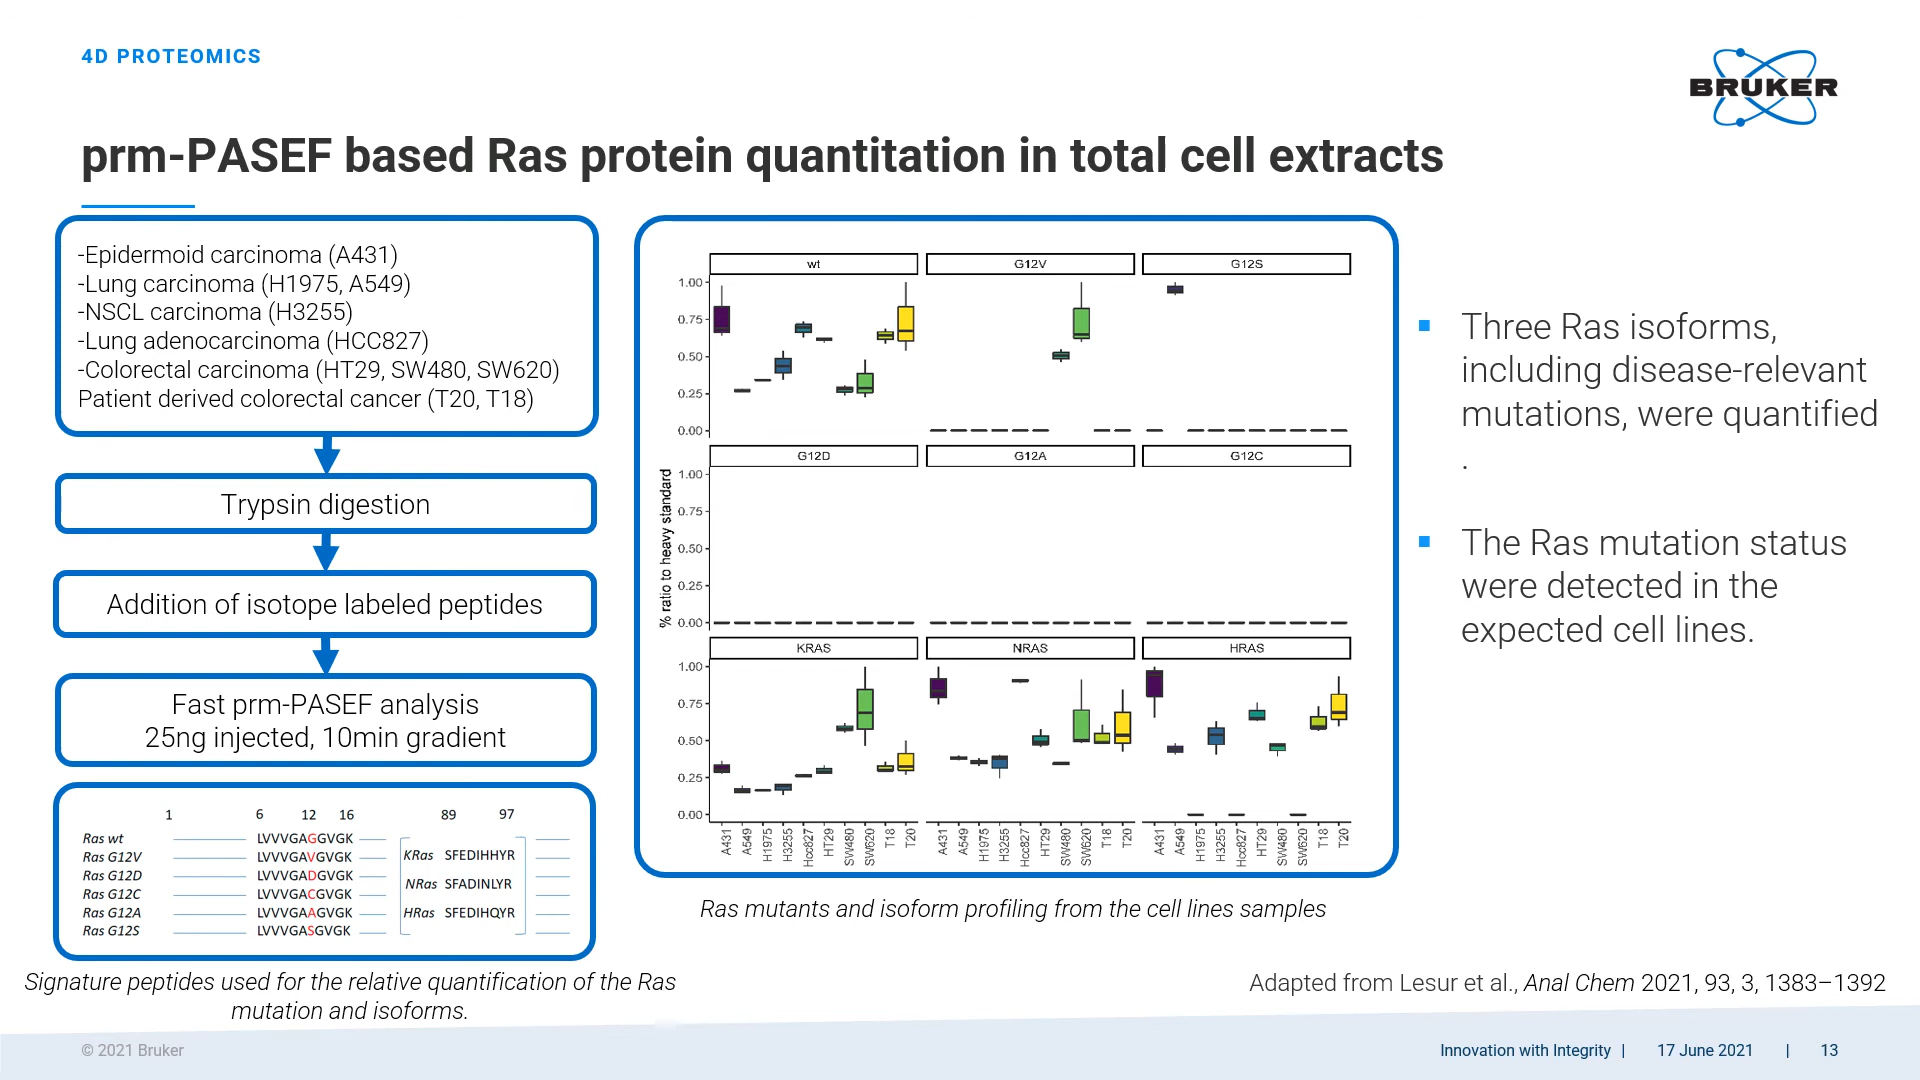 4D PROTEOMICS
BRUKER
prm-PASEF based Ras protein quantitation in total cell extracts
-Epidermoid carcinoma (A431)
-Lung carcinoma (H1975, A549)
-NSCL carcinoma (H3255)
-Lung adenocarcinoma (HCC827)
-Colorectal carcinoma (HT29, SW480, SW620)
Patient derived colorectal cancer (T20, T18)
Trypsin digestion
Addition of isotope labeled peptides
Fast prm-PASEF analysis
25ng injected, 10min gradient
1 6 12 16 89 97
Ras wt LVVVGAGGVGK
Ras G12V LVVVGAVGVGK
Ras G12D LVVVGADGVGK
Ras G12C LVVVGACGVGK
Ras G12A LVVVGAAGVGK
Ras G12S LVVVGASGVGK
KRas SFEDIHHYR
NRas SFADINLYR
HRas SFEDIHQYR
Signature peptides used for the relative quantification of the Ras
mutation and isoforms.
% ratio to heavy standard
wt G12V G12S
1.00
0.75
0.50
0.25
0.00
G12D G12A G12C
1.00
0.75
0.50
0.25
0.00
KRAS NRAS HRAS
1.00
0.75
0.50
0.25
0.00
A431 A549 H1975 H3255 Hcc827 HT29 SW480 SW620 T18 T20
A431 A549 H1975 H3255 Hcc827 HT29 SW480 SW620 T18 T20
A431 A549 H1975 H3255 Hcc827 HT29 SW480 SW620 T18 T20
Ras mutants and isoform profiling from the cell lines samples
Three Ras isoforms,
including disease-relevant
mutations, were quantified
.
The Ras mutation status
were detected in the
expected cell lines.
Adapted from Lesur et al., Anal Chem 2021, 93, 3, 1383–1392
© 2021 Bruker
Innovation with Integrity | 17 June 2021 | 13